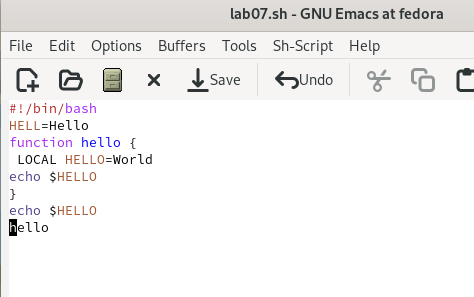 lab07.sh - GNU Emacs at fedora
File Edit Options Buffers Tools Sh-Script Help
Save Undo
#!/bin/bash
HELL=Hello
function hello {
 LOCAL HELLO=World
echo $HELLO
}
echo $HELLO
hello